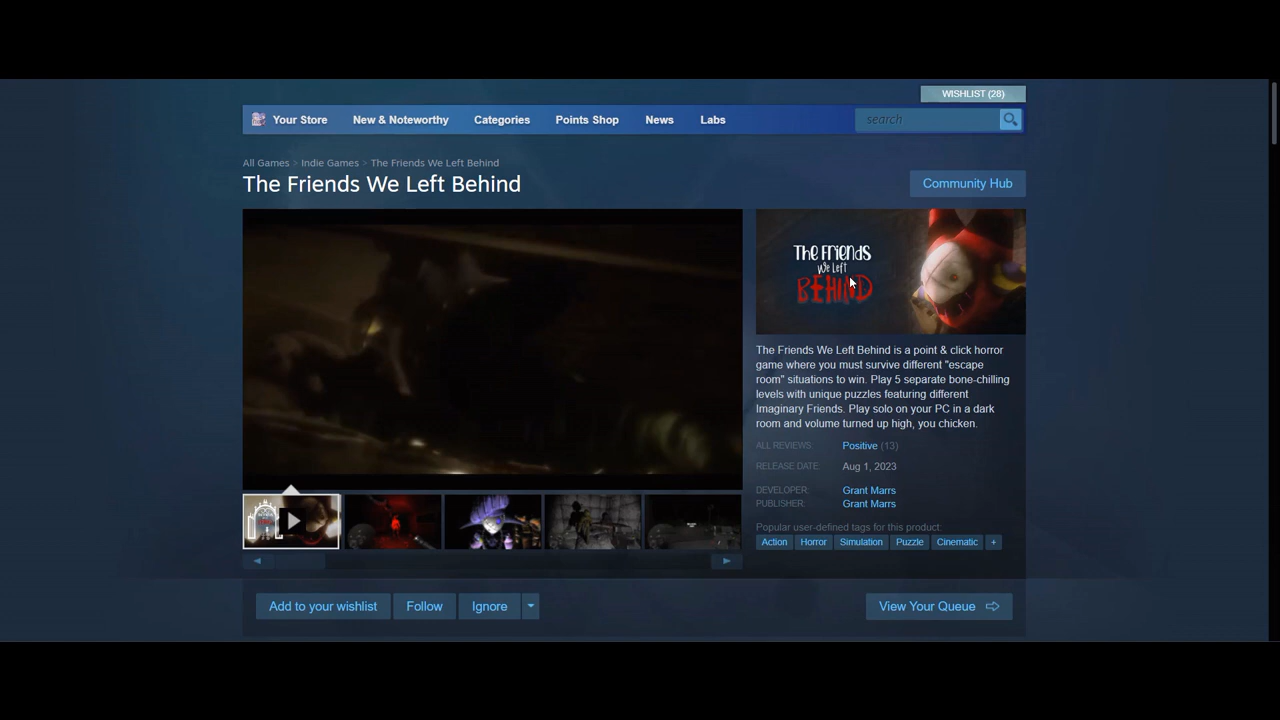 WISHLIST (28)
Your Store New & Noteworthy Categories Points Shop News Labs search
All Games > Indie Games > The Friends We Left Behind
The Friends We Left Behind
Community Hub
The Friends
We Left
BEHIND
The Friends We Left Behind is a point & click horror
game where you must survive different "escape
room" situations to win. Play 5 separate bone-chilling
levels with unique puzzles featuring different
Imaginary Friends. Play solo on your PC in a dark
room and volume turned up high, you chicken.
ALL REVIEWS: Positive (13)
RELEASE DATE: Aug 1, 2023
DEVELOPER: Grant Marrs
PUBLISHER: Grant Marrs
Popular user-defined tags for this product:
Action Horror Simulation Puzzle Cinematic +
Add to your wishlist Follow Ignore View Your Queue